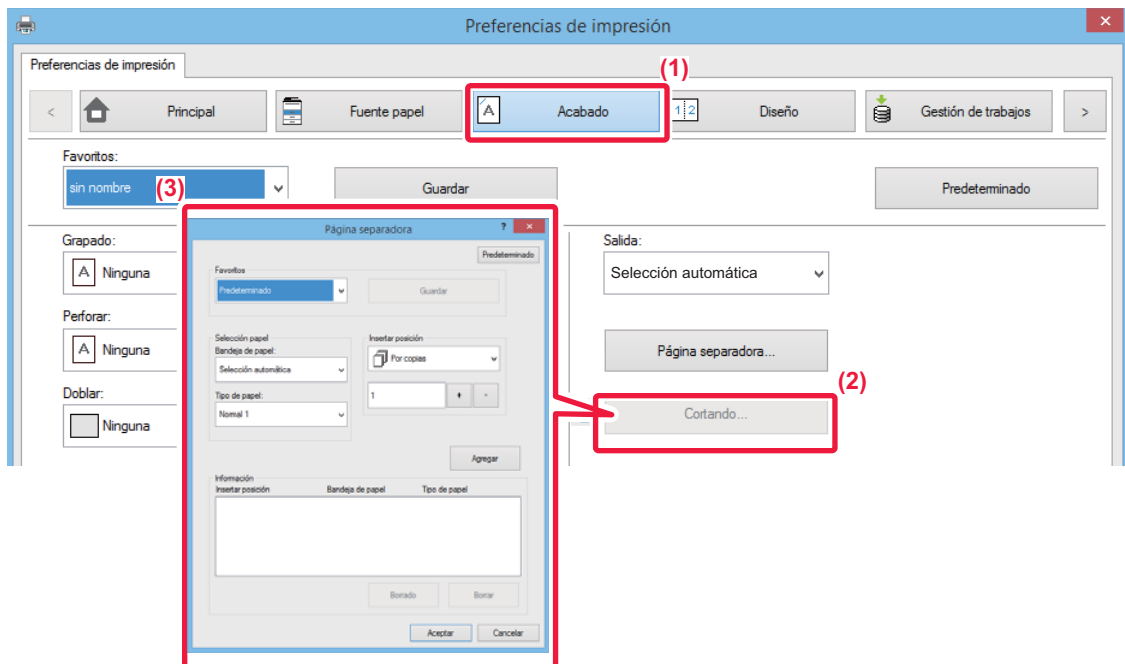 Preferencias de impresión
Preferencias de impresión
(1)
< Principal Fuente papel A Acabado 1 2 Diseño Gestión de trabajos >
Favoritos:
sin nombre (3) Guardar Predeterminado
Grapado:
A Ninguna
Perforar:
A Ninguna
Doblar:
Ninguna
Página separadora ?
Predeterminado
Favoritos
Predeterminado Guardar
Selección papel
Bandeja de papel:
Selección automática
Tipo de papel:
Normal 1
Insertar posición
Por copias
1 + -
Agregar
Información
Insertar posición Bandeja de papel Tipo de papel
Borrado Borrar
Aceptar Cancelar
Salida:
Selección automática
Página separadora...
(2)
Cortando...